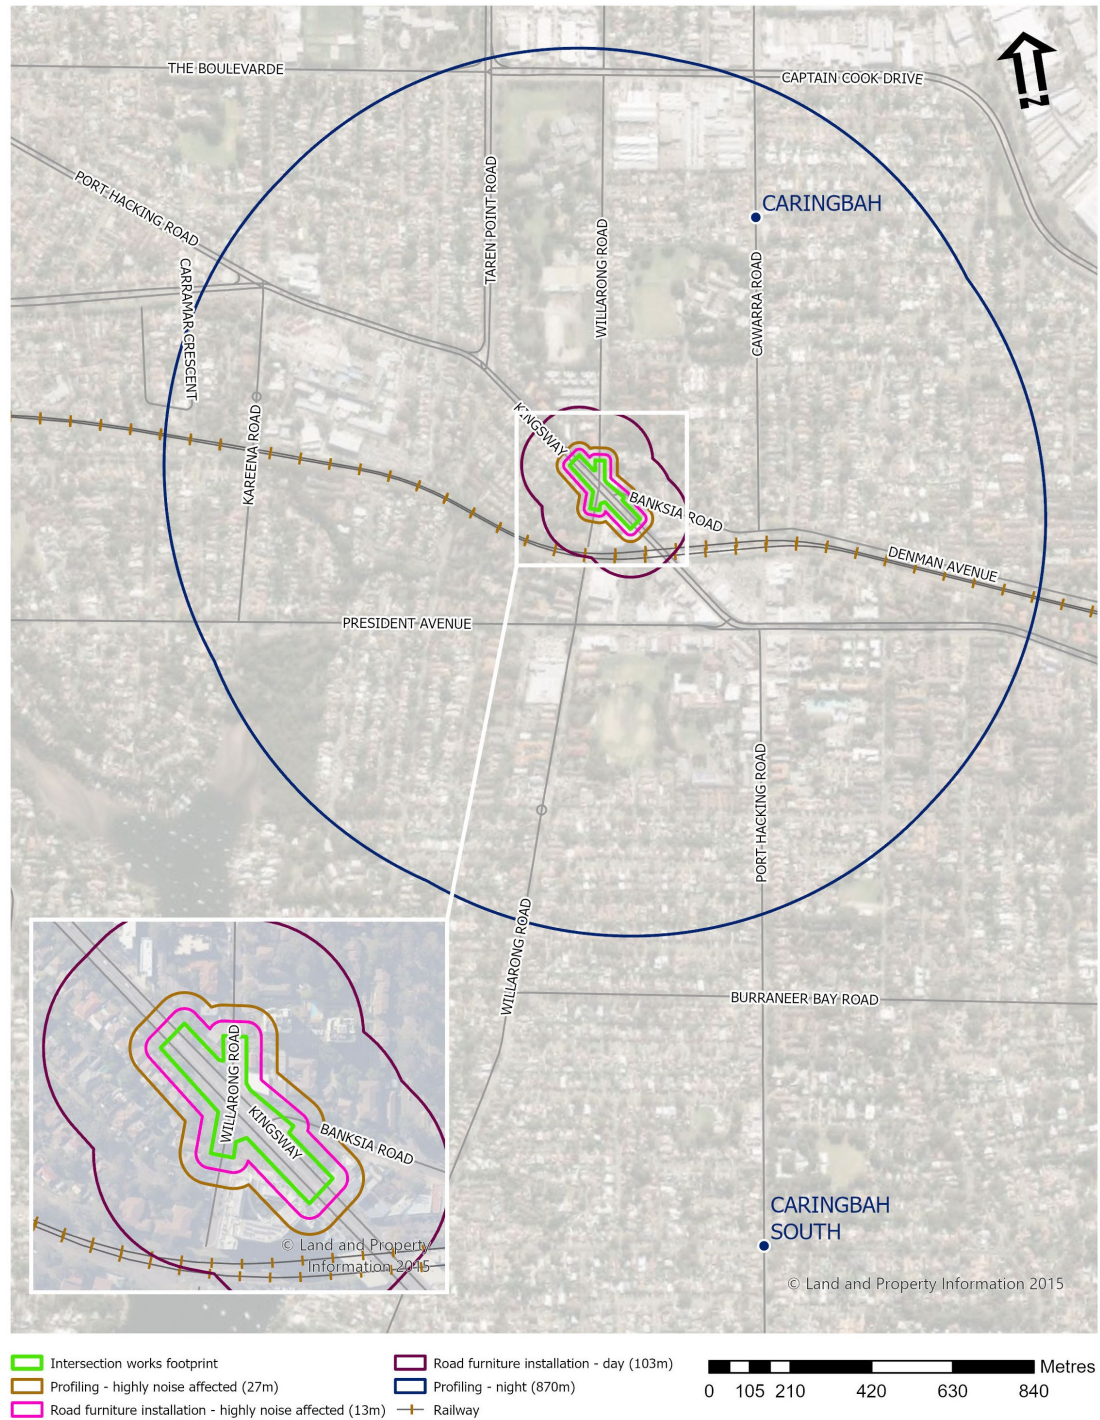 THE BOULEVARDE
CAPTAIN COOK DRIVE
N
PORT HACKING ROAD
TAREN POINT ROAD
CARINGBAH
WILLARONG ROAD
CAWARRA ROAD
CARRAMAR CRESCENT
KAREENA ROAD
KINGSWAY
BANKSIA ROAD
DENMAN AVENUE
PRESIDENT AVENUE
PORT HACKING ROAD
WILLARONG ROAD
BURRANEER BAY ROAD
WILLARONG ROAD
KINGSWAY
BANKSIA ROAD
© Land and Property
Information 2015
CARINGBAH
SOUTH
© Land and Property Information 2015
Intersection works footprint
Profiling - highly noise affected (27m)
Road furniture installation - highly noise affected (13m)
Road furniture installation - day (103m)
Profiling - night (870m)
Railway
Metres
0 105 210 420 630 840